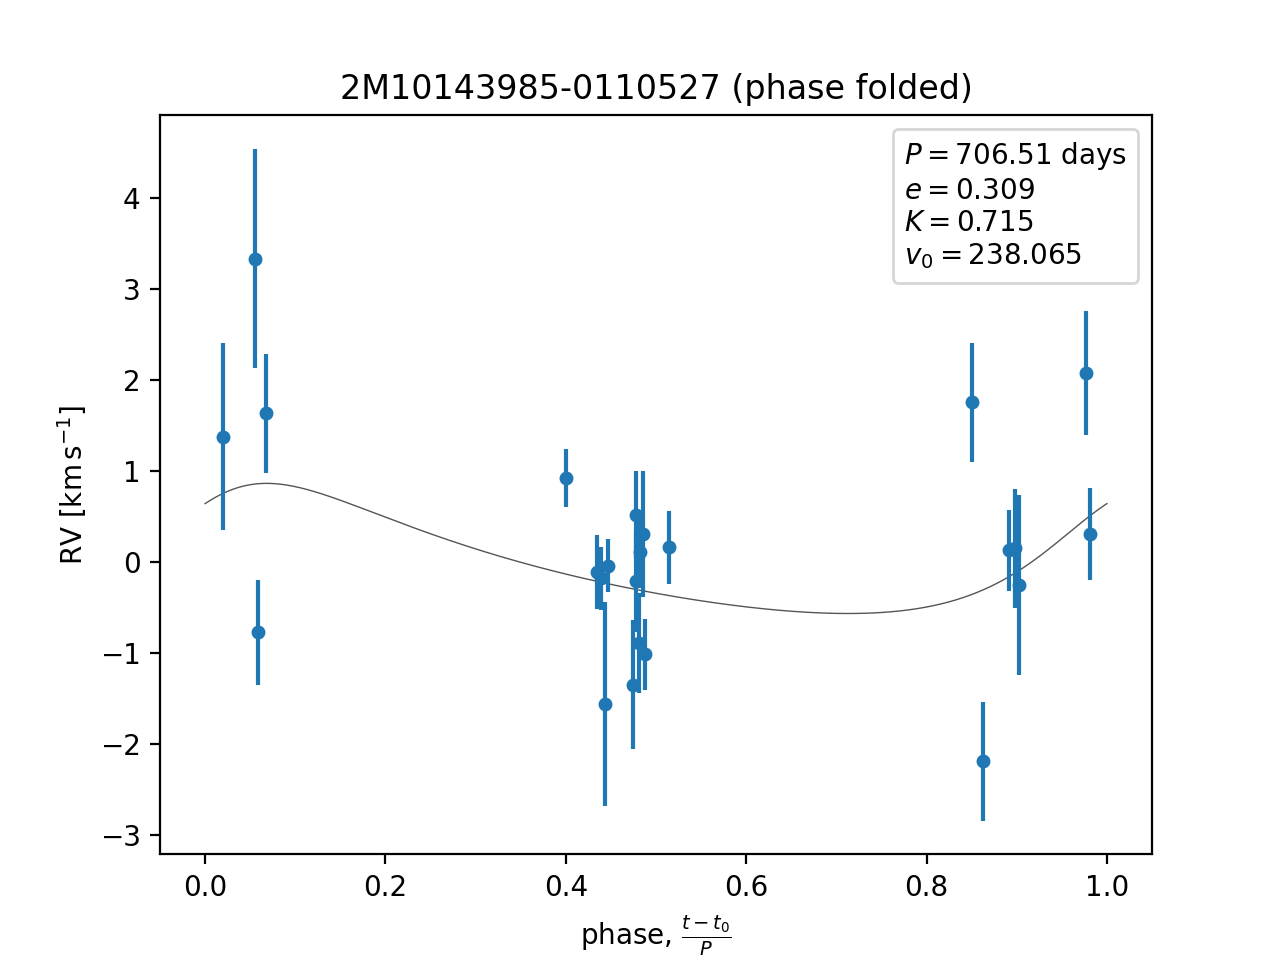 2M10143985-0110527 (phase folded)
P = 706.51 days
e = 0.309
K = 0.715
v₀ = 238.065
4
3
2
1
0
−1
−2
−3
RV [km s⁻¹]
0.0 0.2 0.4 0.6 0.8 1.0
phase, (t − t₀)/P